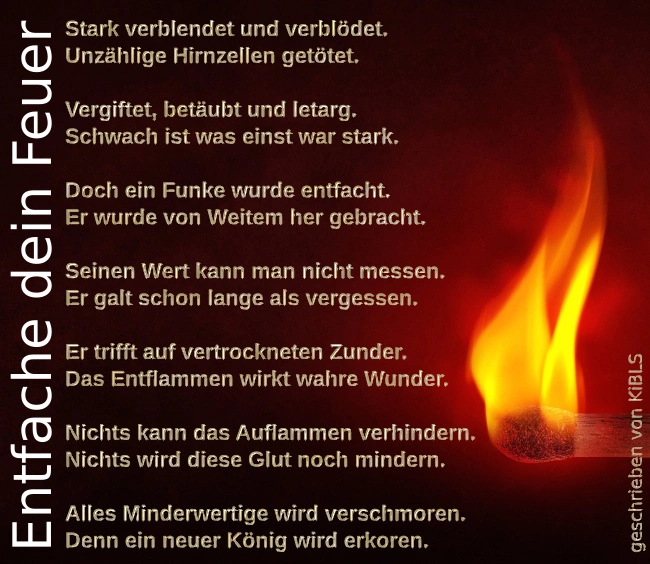 Entfache dein Feuer
Stark verblendet und verblödet.
Unzählige Hirnzellen getötet.
Vergiftet, betäubt und letarg.
Schwach ist was einst war stark.
Doch ein Funke wurde entfacht.
Er wurde von Weitem her gebracht.
Seinen Wert kann man nicht messen.
Er galt schon lange als vergessen.
Er trifft auf vertrockneten Zunder.
Das Entflammen wirkt wahre Wunder.
Nichts kann das Auflammen verhindern.
Nichts wird diese Glut noch mindern.
Alles Minderwertige wird verschmoren.
Denn ein neuer König wird erkoren.
geschrieben von KiBLS